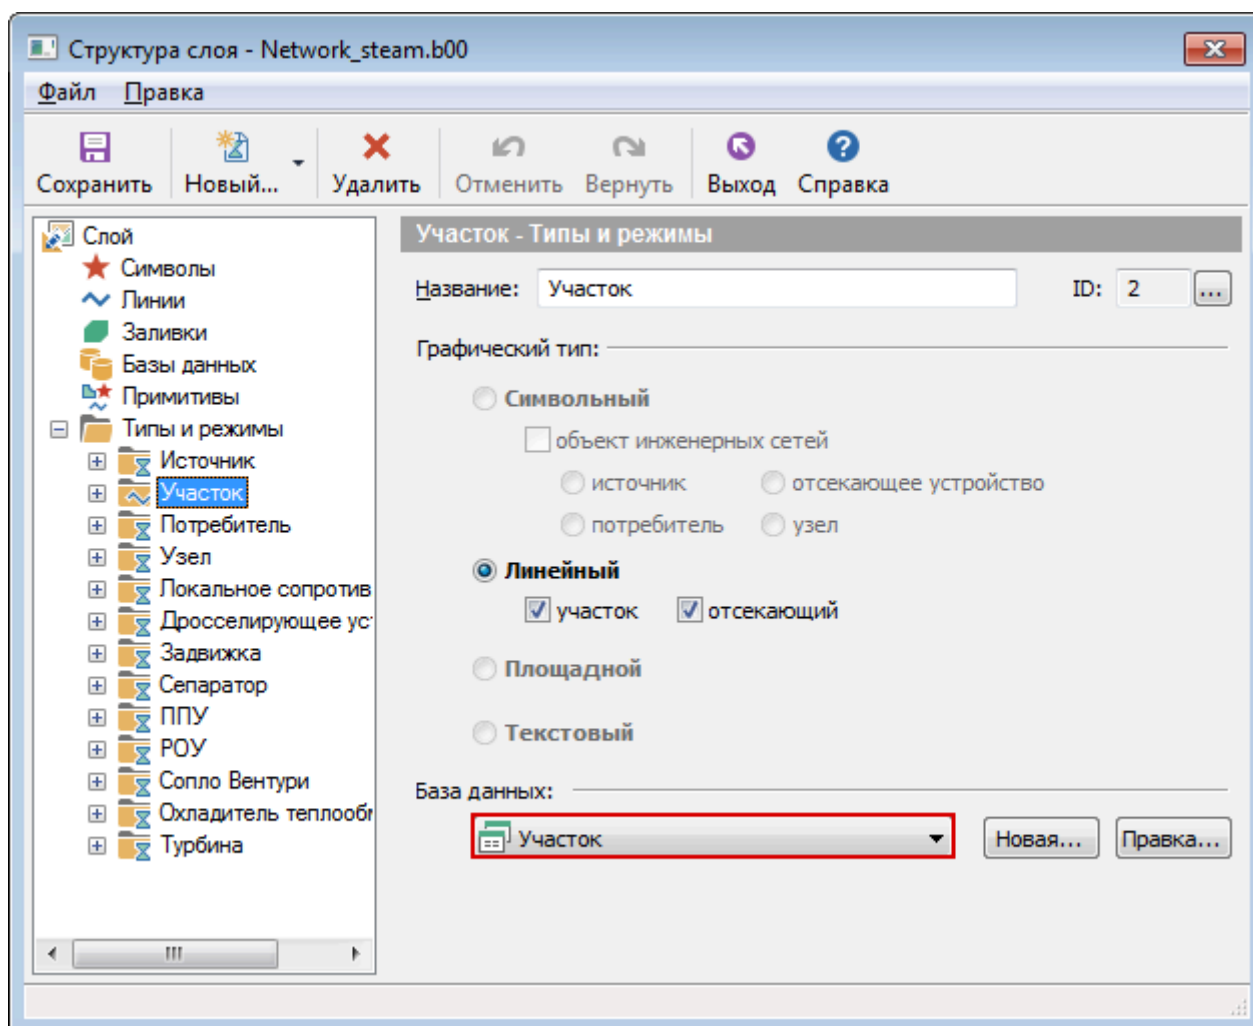 Структура слоя - Network_steam.b00
Файл Правка
Сохранить Новый... Удалить Отменить Вернуть Выход Справка
Слой
Символы
Линии
Заливки
Базы данных
Примитивы
Типы и режимы
Источник
Участок
Потребитель
Узел
Локальное сопротив
Дросселирующее ус
Задвижка
Сепаратор
ППУ
РОУ
Сопло Вентури
Охладитель теплооб
Турбина
Участок - Типы и режимы
Название: Участок ID: 2 ...
Графический тип:
Символьный
объект инженерных сетей
источник отсекающее устройство
потребитель узел
Линейный
участок отсекающий
Площадной
Текстовый
База данных:
Участок Новая... Правка...